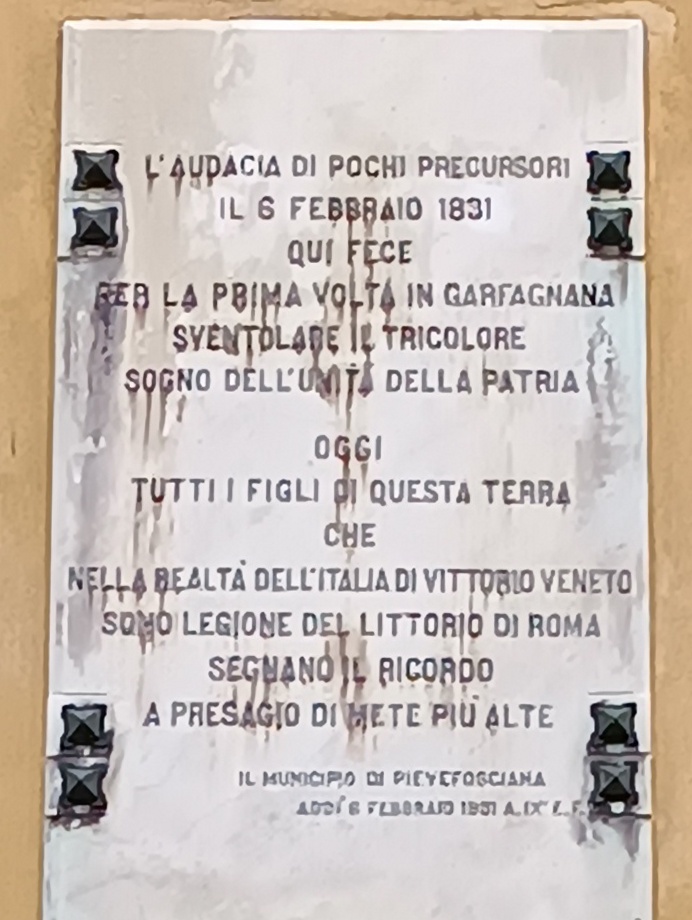 L'AUDACIA DI POCHI PRECURSORI
IL 6 FEBBRAIO 1831
QUI FECE
PER LA PRIMA VOLTA IN GARFAGNANA
SVENTOLARE IL TRICOLORE
SOGNO DELL'UNITÀ DELLA PATRIA
OGGI
TUTTI I FIGLI DI QUESTA TERRA
CHE
NELLA REALTÀ DELL'ITALIA DI VITTORIO VENETO
SONO LEGIONE DEL LITTORIO DI ROMA
SEGNANO IL RICORDO
A PRESAGIO DI METE PIÙ ALTE
IL MUNICIPIO DI PIEVEFOSCIANA
ADDÌ 6 FEBBRAIO 1931 A. IX° E. F.